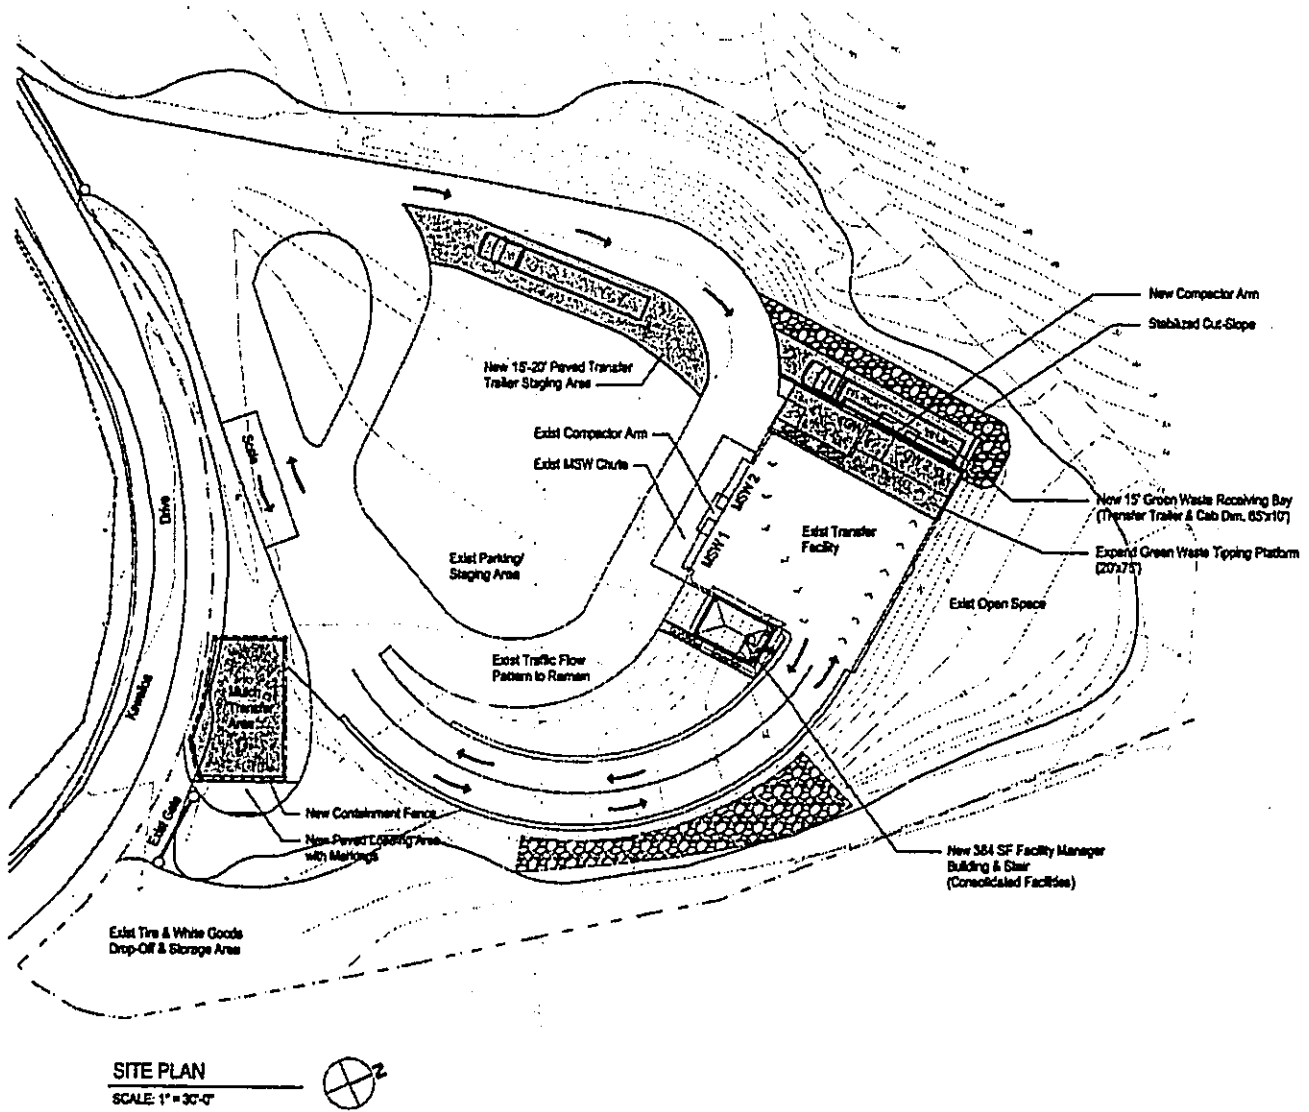 New Compactor Arm
Stabilized Cut-Slope
New 15'-20' Paved Transfer
Trailer Staging Area
Exist Compactor Arm
Exist MSW Chute
Scale
MSW 2
MSW 1
Exist Transfer
Facility
New 15' Green Waste Receiving Bay
(Transfer Trailer & Cab Dim. 65'x10')
Expand Green Waste Tipping Platform
(20'x75')
Drive
Exist Parking/
Staging Area
Exist Open Space
Exist Traffic Flow
Pattern to Remain
Mulch
Transfer
Area
New Containment Fence
Exist Gate
New Paved Loading Area
with Markings
New 384 SF Facility Manager
Building & Stair
(Consolidated Facilities)
Exist Tire & White Goods
Drop-Off & Storage Area
SITE PLAN
SCALE: 1" = 30'-0"
N